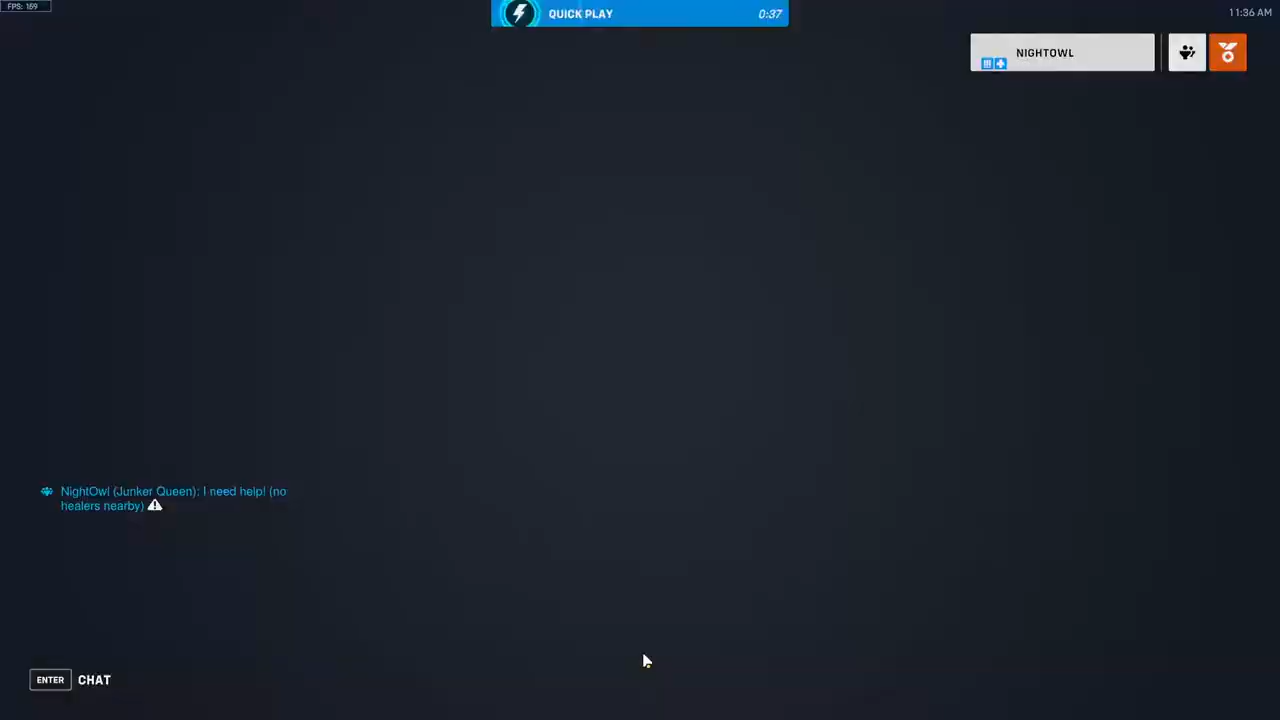 FPS: 159
QUICK PLAY 0:37
11:36 AM
NIGHTOWL
NightOwl (Junker Queen): I need help! (no
healers nearby)
ENTER CHAT